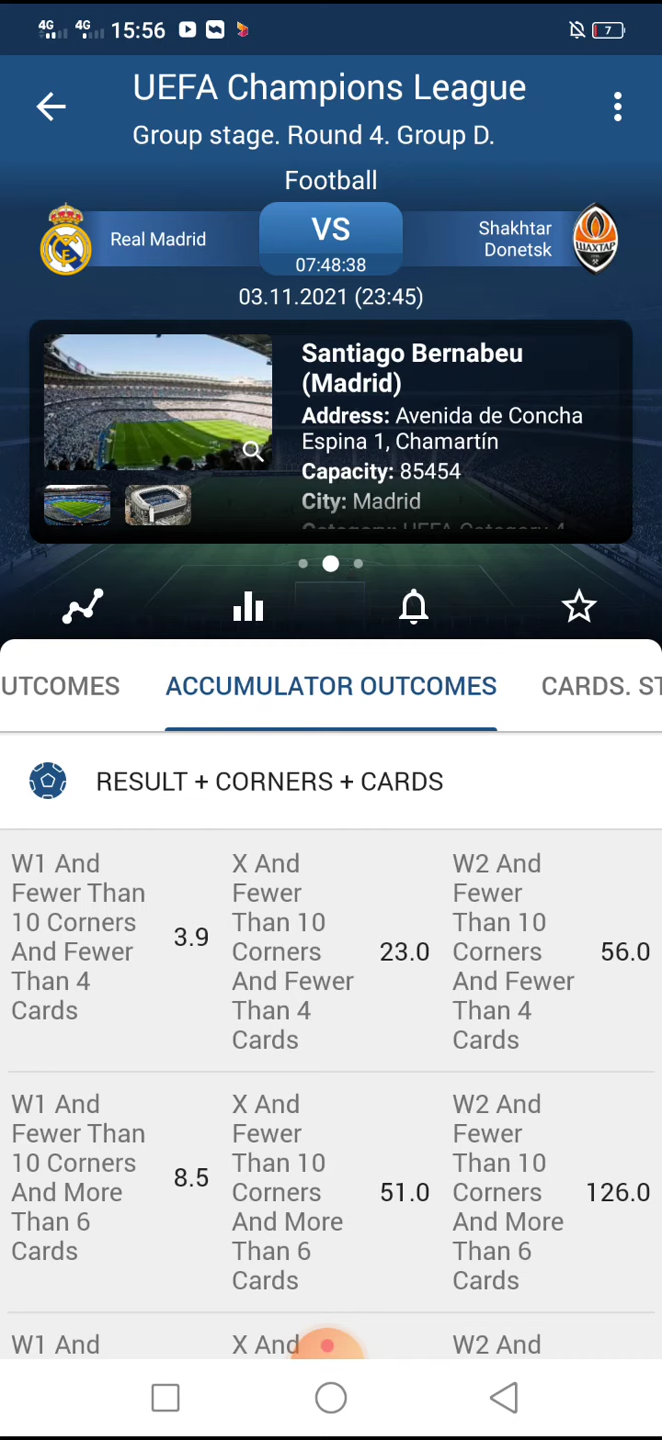 4G 4G 15:56 7
UEFA Champions League
Group stage. Round 4. Group D.
Football
Real Madrid
VS
07:48:38
Shakhtar
Donetsk
ШАХТАР
03.11.2021 (23:45)
Santiago Bernabeu
(Madrid)
Address: Avenida de Concha
Espina 1, Chamartín
Capacity: 85454
City: Madrid
Category: UEFA Category 4
UTCOMES ACCUMULATOR OUTCOMES CARDS. ST
RESULT + CORNERS + CARDS
W1 And
Fewer Than
10 Corners
And Fewer
Than 4
Cards
3.9
X And
Fewer
Than 10
Corners
And Fewer
Than 4
Cards
23.0
W2 And
Fewer
Than 10
Corners
And Fewer
Than 4
Cards
56.0
W1 And
Fewer Than
10 Corners
And More
Than 6
Cards
8.5
X And
Fewer
Than 10
Corners
And More
Than 6
Cards
51.0
W2 And
Fewer
Than 10
Corners
And More
Than 6
Cards
126.0
W1 And
X And
W2 And